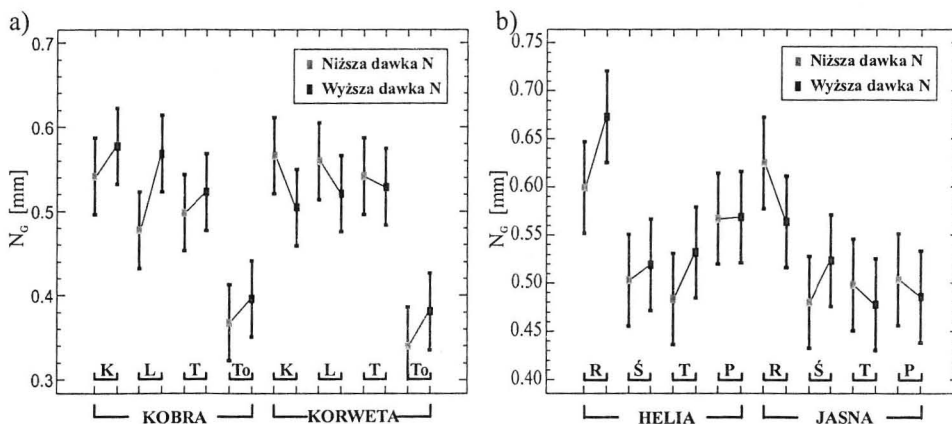 a)
0.7
0.6
0.5
0.4
0.3
N_G [mm]
Niższa dawka N
Wyższa dawka N
K L T To K L T To
KOBRA KORWETA
b)
0.75
0.70
0.65
0.60
0.55
0.50
0.45
0.40
N_G [mm]
Niższa dawka N
Wyższa dawka N
R Ś T P R Ś T P
HELIA JASNA